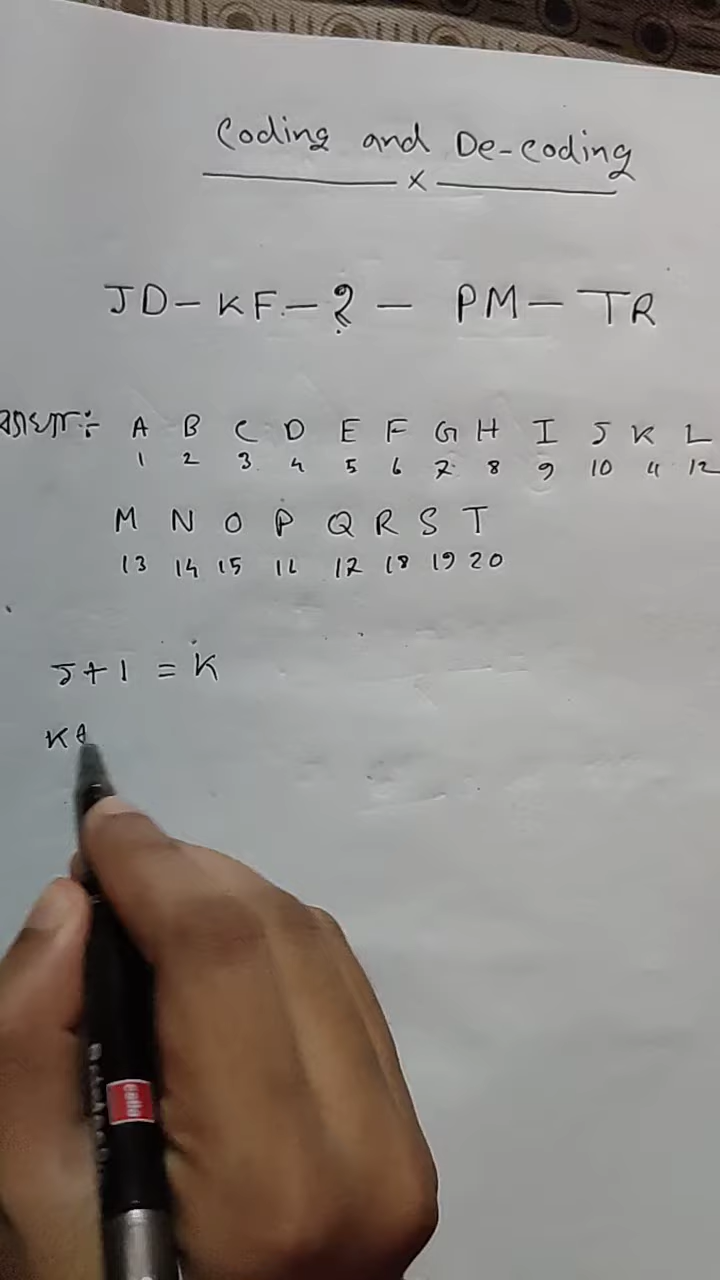 Coding and De-coding
x
JD - KF - ? - PM - TR
A B C D E F G H I J K L
1 2 3 4 5 6 7 8 9 10 11 12
M N O P Q R S T
13 14 15 16 17 18 19 20
J + 1 = K
K
cello